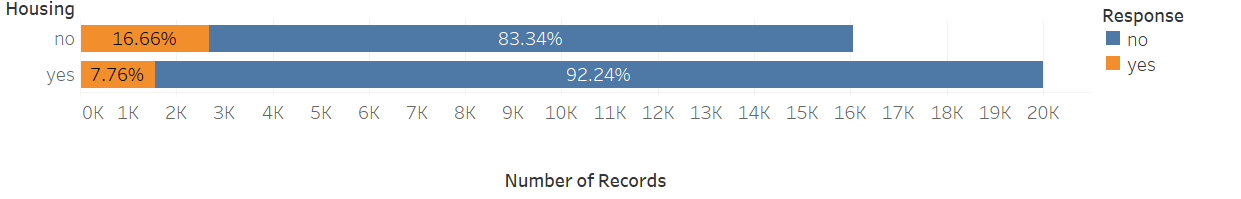 Housing
no 16.66% 83.34%
yes 7.76% 92.24%
0K 1K 2K 3K 4K 5K 6K 7K 8K 9K 10K 11K 12K 13K 14K 15K 16K 17K 18K 19K 20K
Number of Records
Response
no
yes